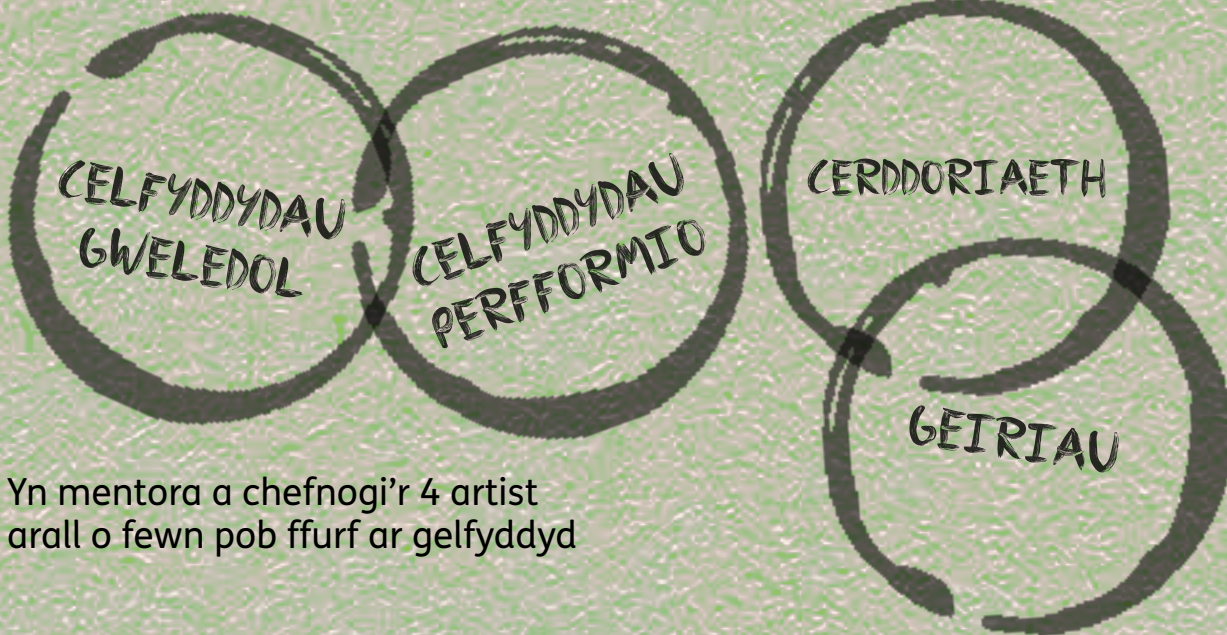 CELFYDDYDAU
GWELEDOL
CELFYDDYDAU
PERFFORMIO
CERDDORIAETH
GEIRIAU
Yn mentora a chefnogi’r 4 artist
arall o fewn pob ffurf ar gelfyddyd